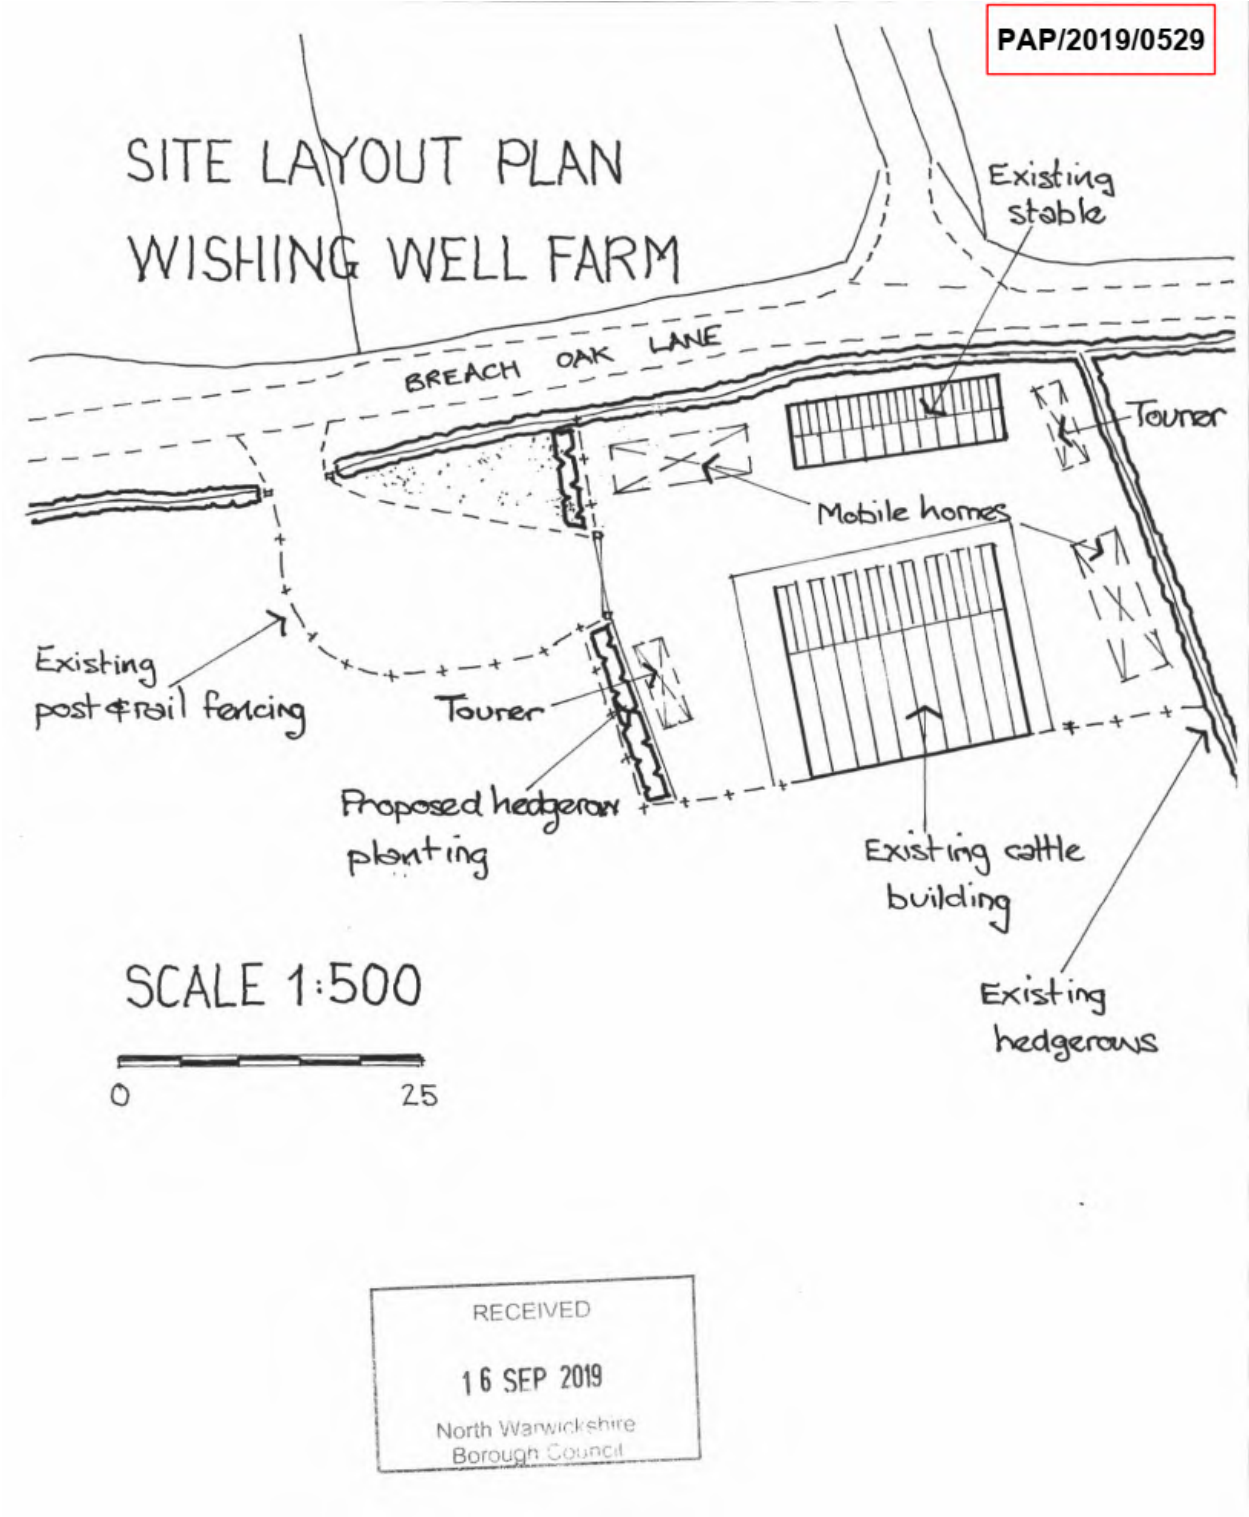 PAP/2019/0529
SITE LAYOUT PLAN
WISHING WELL FARM
Existing
stable
BREACH OAK LANE
Tourer
Mobile homes
Existing
post & rail fencing
Tourer
Proposed hedgerow
planting
Existing cattle
building
SCALE 1:500
Existing
hedgerows
0 25
RECEIVED
16 SEP 2019
North Warwickshire
Borough Council